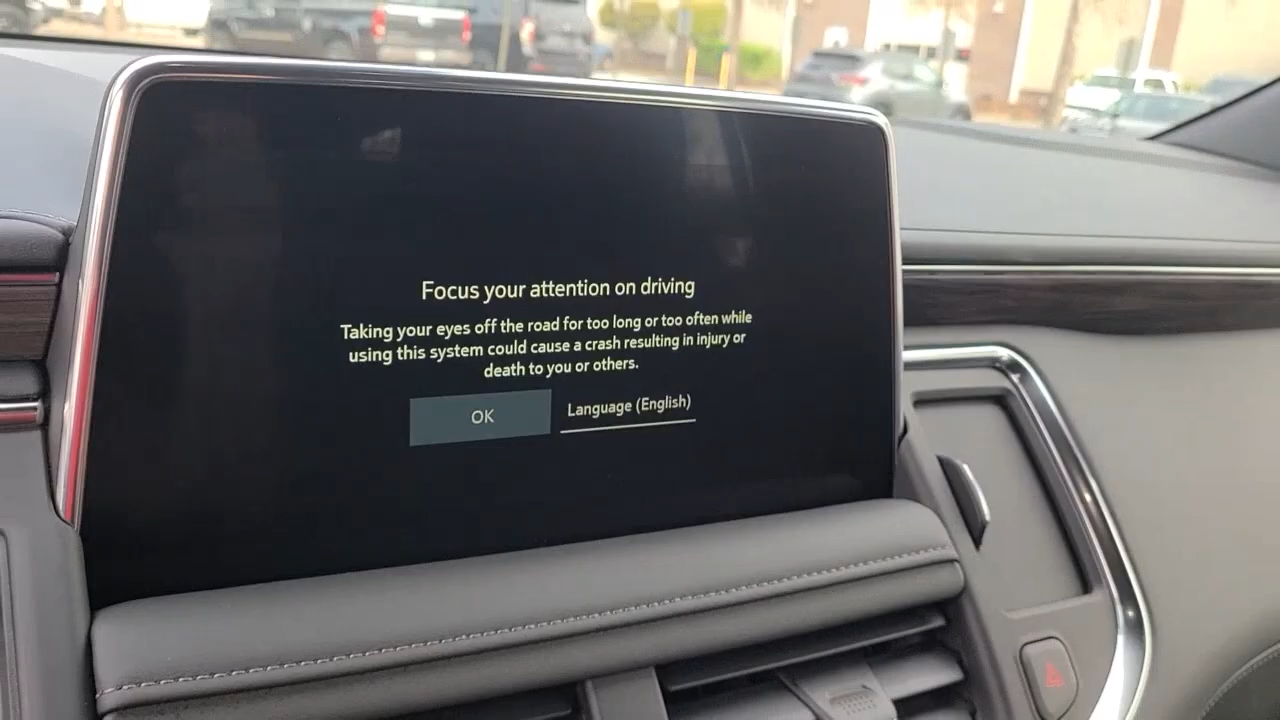 Focus your attention on driving
Taking your eyes off the road for too long or too often while
using this system could cause a crash resulting in injury or
death to you or others.
OK
Language (English)